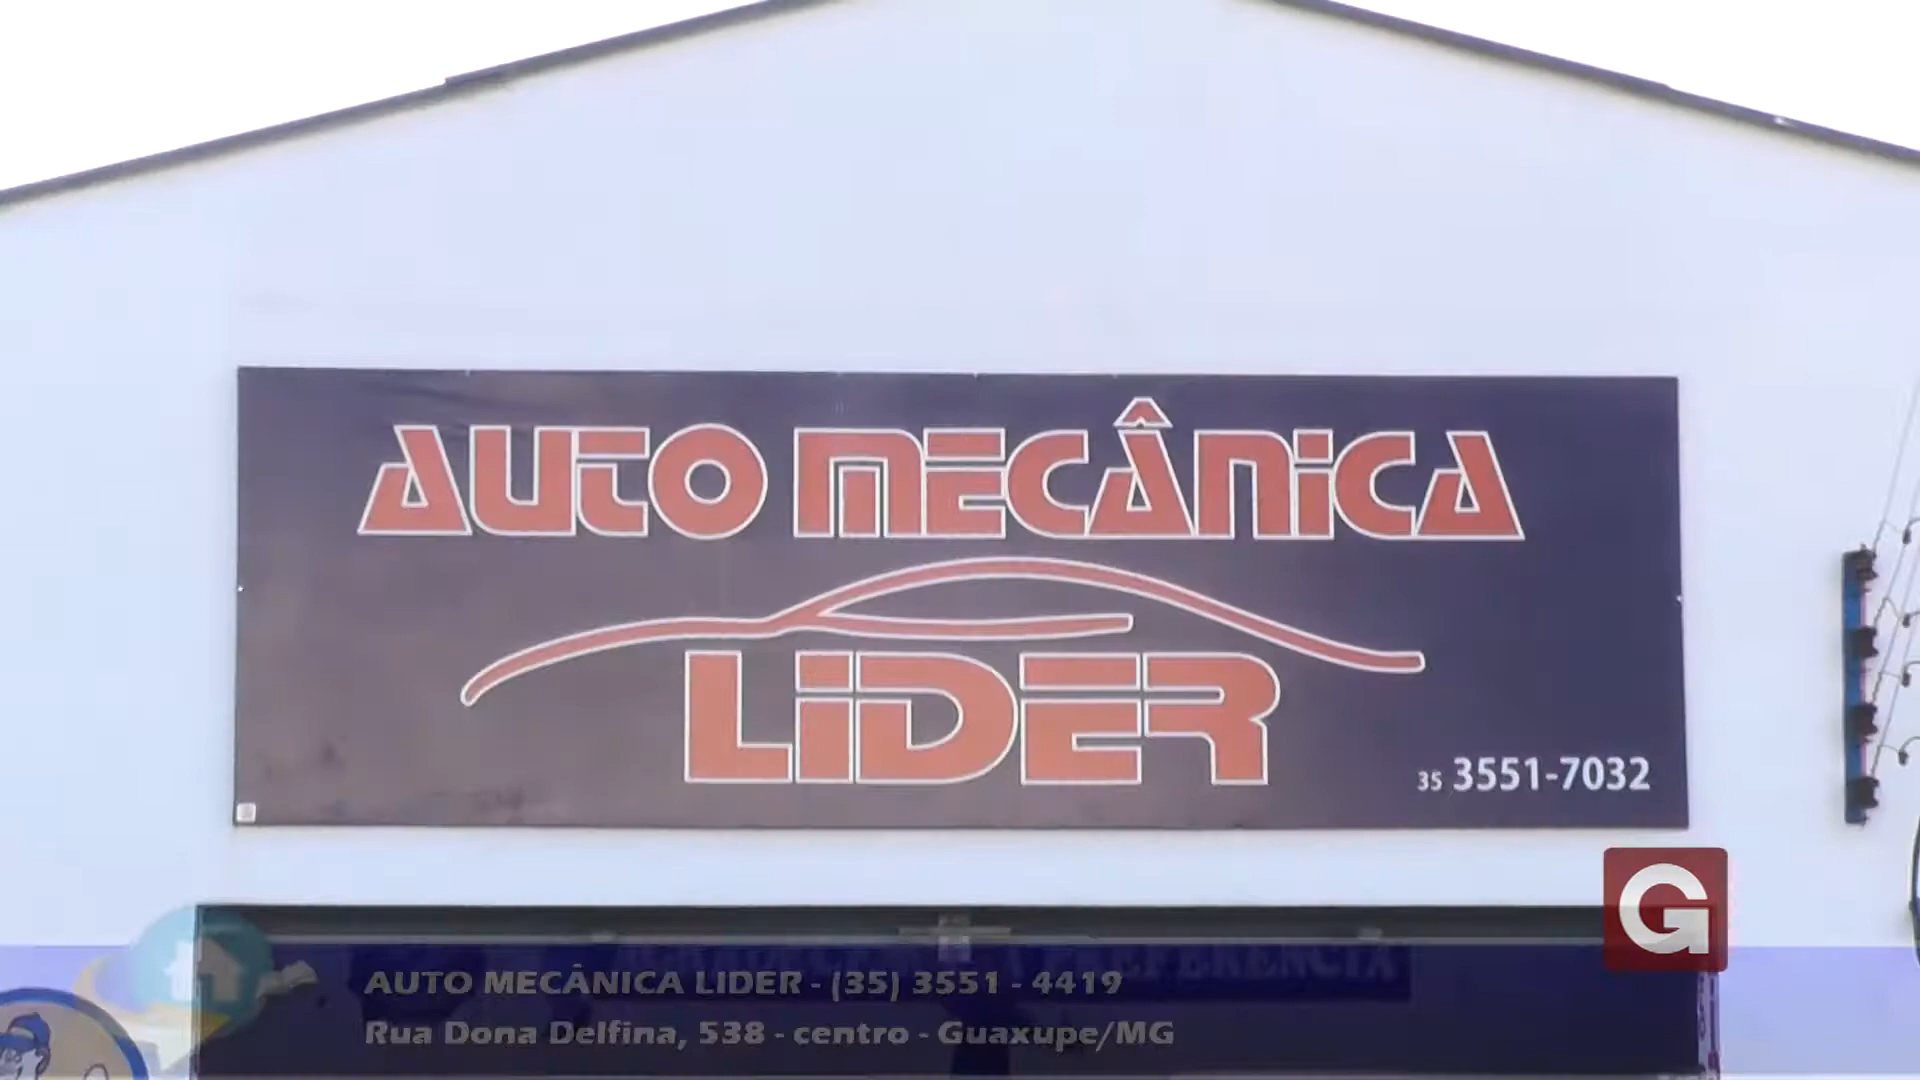 AUTO MECÂNICA
LIDER
35 3551-7032
G
PREFERENCIA
AUTO MECÂNICA LIDER - (35) 3551 - 4419
Rua Dona Delfina, 538 - centro - Guaxupe/MG